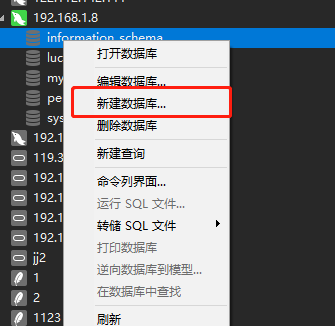 192.168.1.8
information_schema
打开数据库
luc
编辑数据库...
my
新建数据库...
pe
删除数据库
sys
192.1
新建查询
119.3
192.1
命令列界面...
192.1
运行 SQL 文件...
192.1
转储 SQL 文件
192.1
打印数据库
jj2
逆向数据库到模型...
1
在数据库中查找
2
1123
刷新